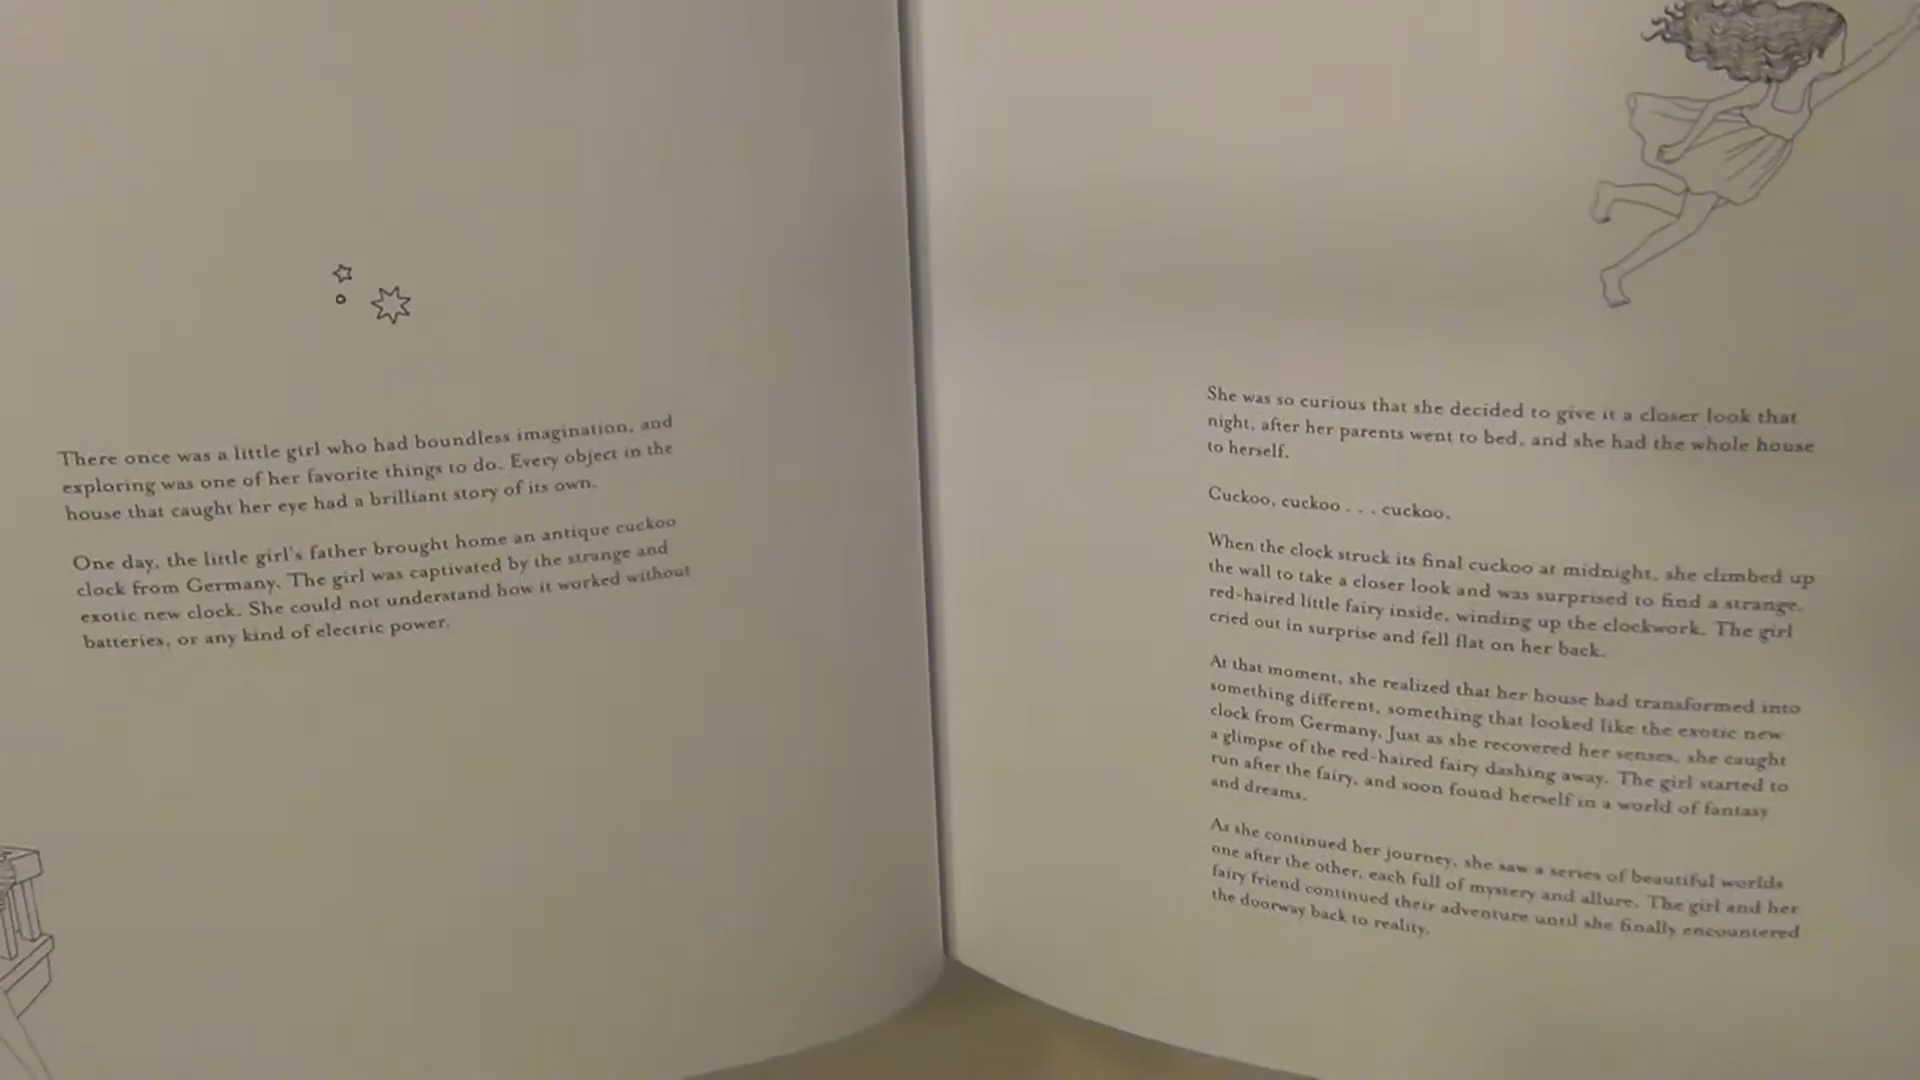 There once was a little girl who had boundless imagination, and
exploring was one of her favorite things to do. Every object in the
house that caught her eye had a brilliant story of its own.
One day, the little girl's father brought home an antique cuckoo
clock from Germany. The girl was captivated by the strange and
exotic new clock. She could not understand how it worked without
batteries, or any kind of electric power.
She was so curious that she decided to give it a closer look that
night, after her parents went to bed, and she had the whole house
to herself.
Cuckoo, cuckoo . . . cuckoo.
When the clock struck its final cuckoo at midnight, she climbed up
the wall to take a closer look and was surprised to find a strange,
red-haired little fairy inside, winding up the clockwork. The girl
cried out in surprise and fell flat on her back.
At that moment, she realized that her house had transformed into
something different, something that looked like the exotic new
clock from Germany. Just as she recovered her senses, she caught
a glimpse of the red-haired fairy dashing away. The girl started to
run after the fairy, and soon found herself in a world of fantasy
and dreams.
As she continued her journey, she saw a series of beautiful worlds
one after the other, each full of mystery and allure. The girl and her
fairy friend continued their adventure until she finally encountered
the doorway back to reality.